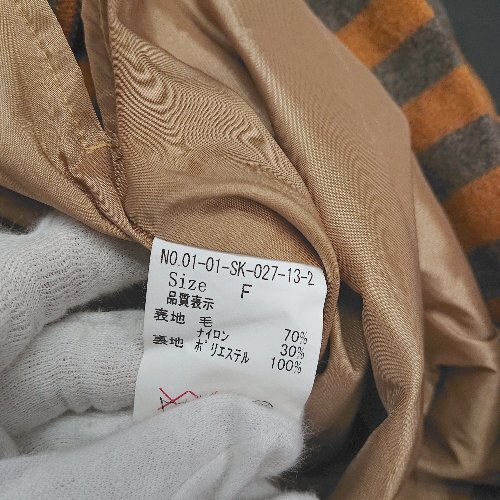 NO.01-01-SK-027-13-2
Size F
品質表示
表地 毛 70%
ナイロン 30%
裏地 ポリエステル 100%